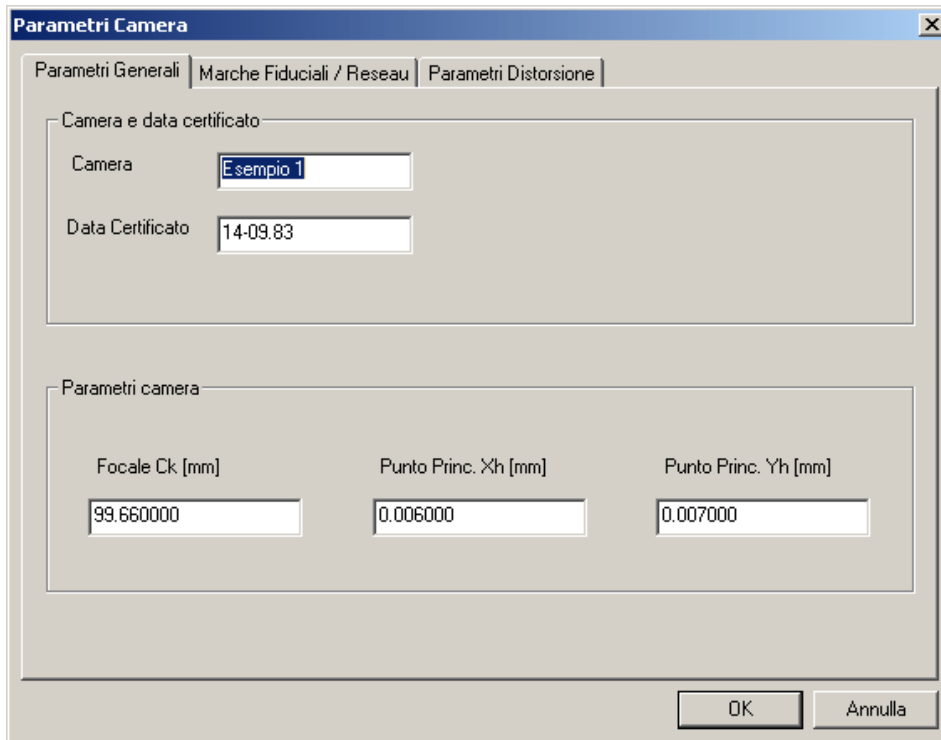 Parametri Camera
Parametri Generali Marche Fiduciali / Reseau Parametri Distorsione
Camera e data certificato
Camera Esempio 1
Data Certificato 14-09.83
Parametri camera
Focale Ck [mm] Punto Princ. Xh [mm] Punto Princ. Yh [mm]
99.660000 0.006000 0.007000
OK Annulla